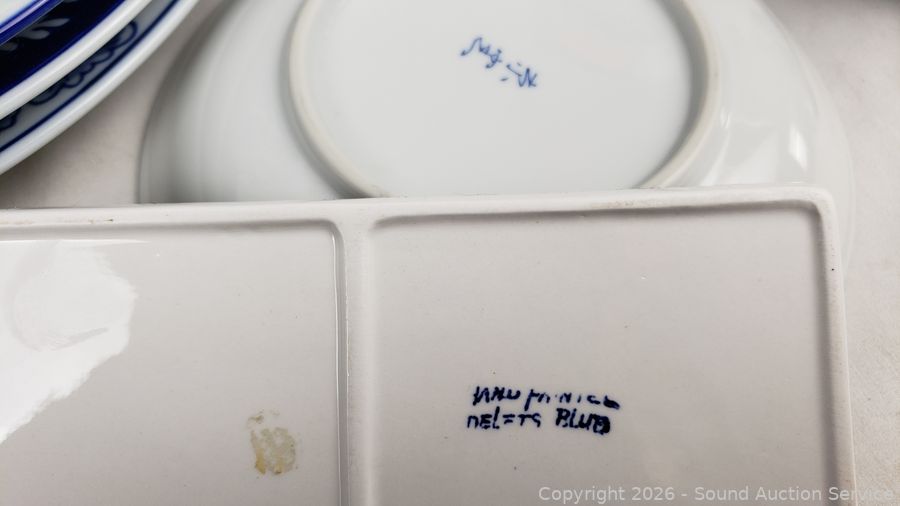 HAND PAINTED
DELFTS BLUE
Copyright 2026 - Sound Auction Service